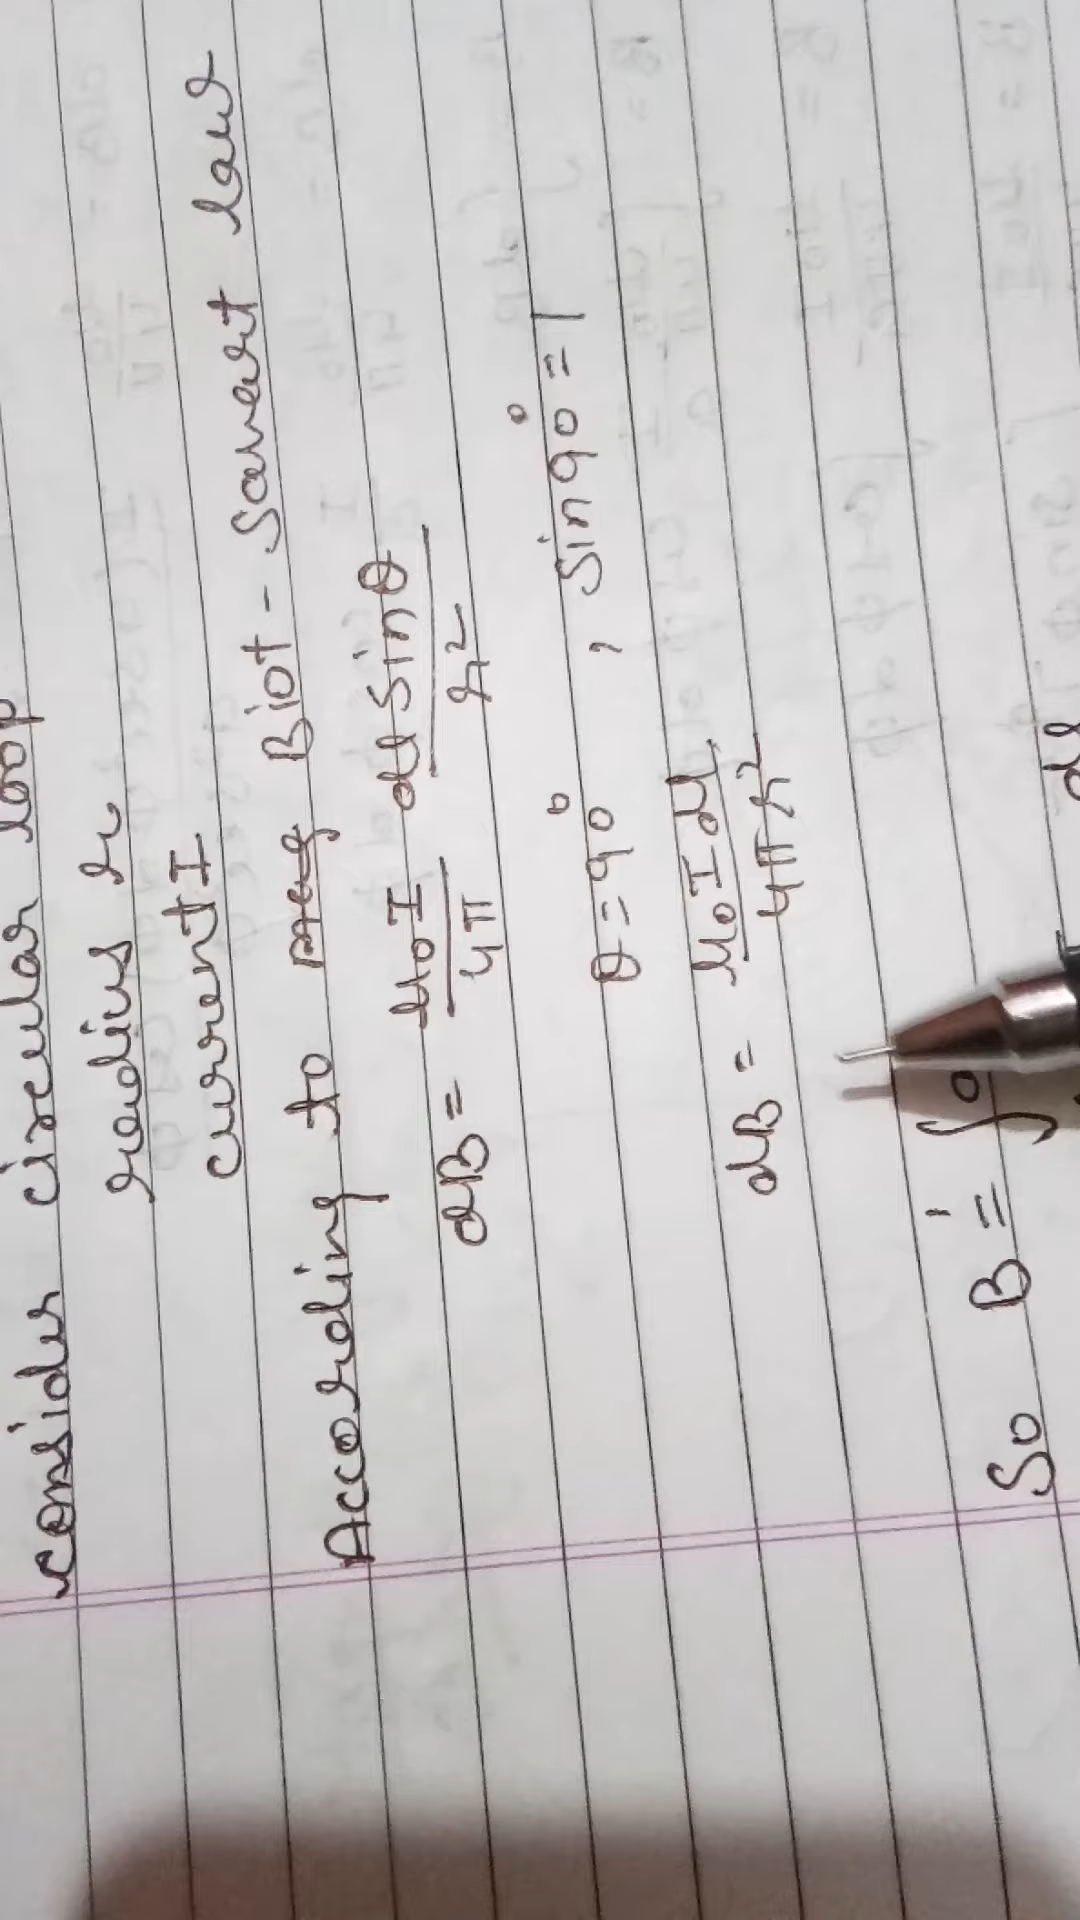 consider circular loop
radius r
current I
According to Biot - Savart law
dB = μ₀I/4π dl Sinθ/r²
θ = 90° , Sin90° = 1
dB = μ₀Idl/4πr²
So B = ∫ dl